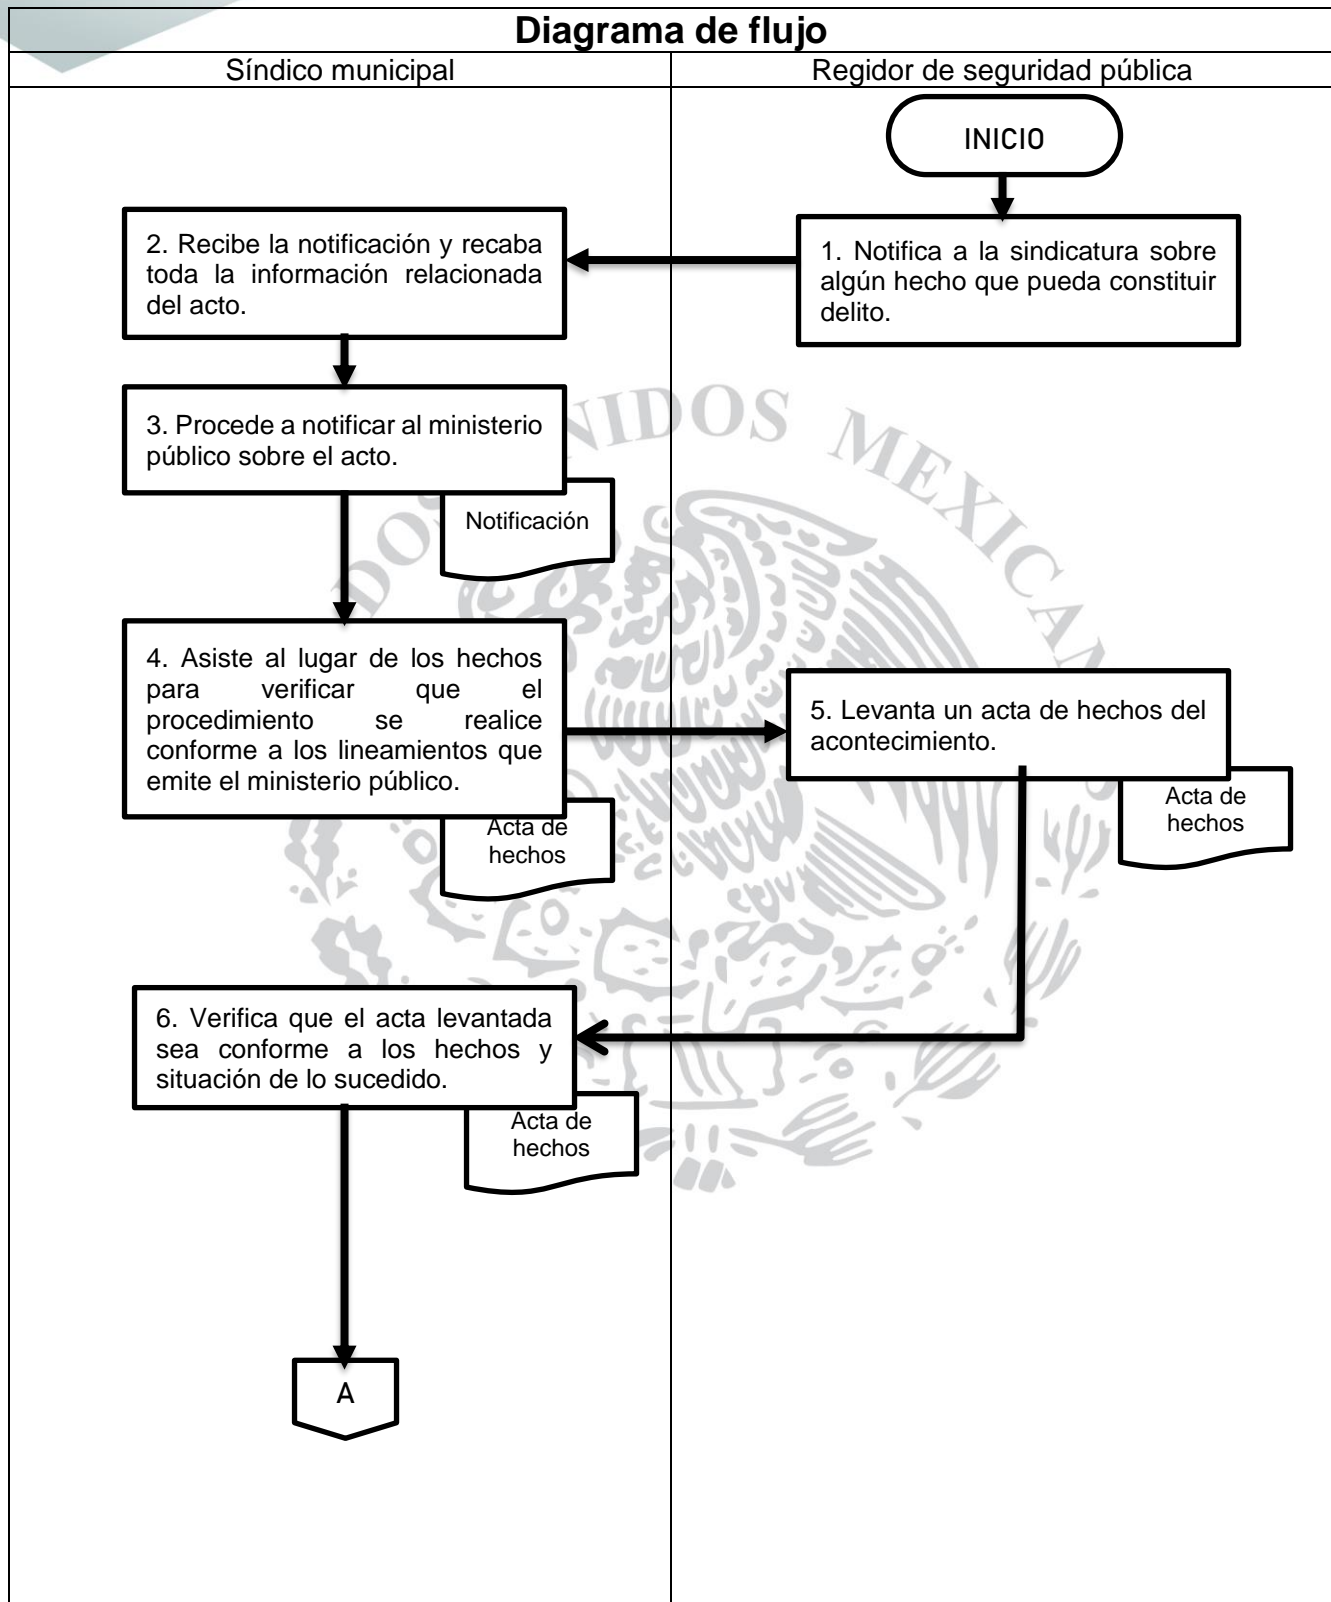 Diagrama de flujo
Síndico municipal
Regidor de seguridad pública
INICIO
1. Notifica a la sindicatura sobre
algún hecho que pueda constituir
delito.
2. Recibe la notificación y recaba
toda la información relacionada
del acto.
3. Procede a notificar al ministerio
público sobre el acto.
Notificación
4. Asiste al lugar de los hechos
para verificar que el
procedimiento se realice
conforme a los lineamientos que
emite el ministerio público.
Acta de
hechos
5. Levanta un acta de hechos del
acontecimiento.
Acta de
hechos
6. Verifica que el acta levantada
sea conforme a los hechos y
situación de lo sucedido.
Acta de
hechos
A